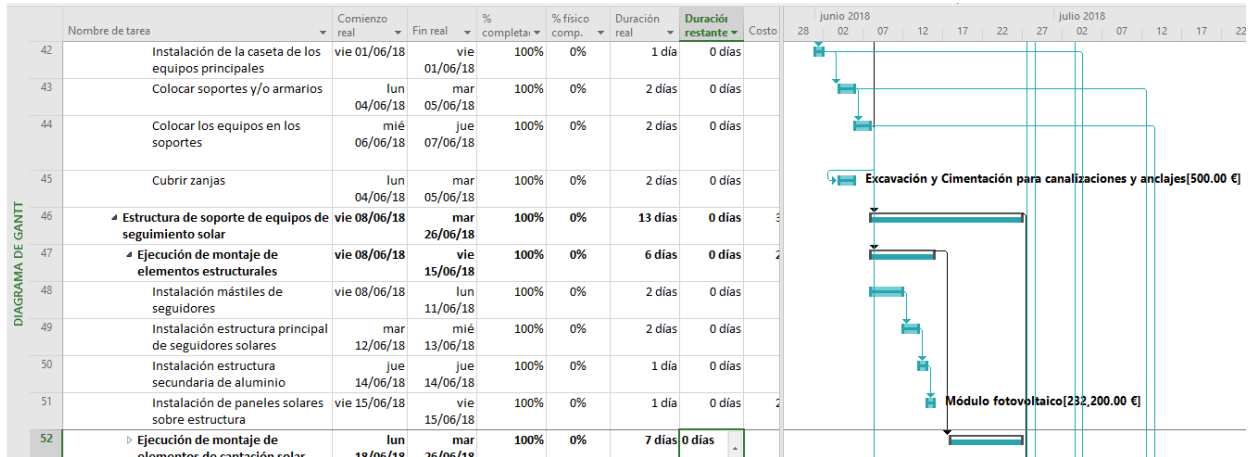 Nombre de tarea Comienzo real Fin real % completa % físico comp. Duración real Duración restante Costo
junio 2018 julio 2018
28 02 07 12 17 22 27 02 07 12 17 22
DIAGRAMA DE GANTT
42 Instalación de la caseta de los equipos principales vie 01/06/18 vie 01/06/18 100% 0% 1 día 0 días
43 Colocar soportes y/o armarios lun 04/06/18 mar 05/06/18 100% 0% 2 días 0 días
44 Colocar los equipos en los soportes mié 06/06/18 jue 07/06/18 100% 0% 2 días 0 días
45 Cubrir zanjas lun 04/06/18 mar 05/06/18 100% 0% 2 días 0 días Excavación y Cimentación para canalizaciones y anclajes[500.00 €]
46 Estructura de soporte de equipos de seguimiento solar vie 08/06/18 mar 26/06/18 100% 0% 13 días 0 días
47 Ejecución de montaje de elementos estructurales vie 08/06/18 vie 15/06/18 100% 0% 6 días 0 días 2
48 Instalación mástiles de seguidores vie 08/06/18 lun 11/06/18 100% 0% 2 días 0 días
49 Instalación estructura principal de seguidores solares mar 12/06/18 mié 13/06/18 100% 0% 2 días 0 días
50 Instalación estructura secundaria de aluminio jue 14/06/18 jue 14/06/18 100% 0% 1 día 0 días
51 Instalación de paneles solares sobre estructura vie 15/06/18 vie 15/06/18 100% 0% 1 día 0 días 2 Módulo fotovoltaico[232,200.00 €]
52 Ejecución de montaje de elementos de captación solar lun 18/06/18 mar 26/06/18 100% 0% 7 días 0 días